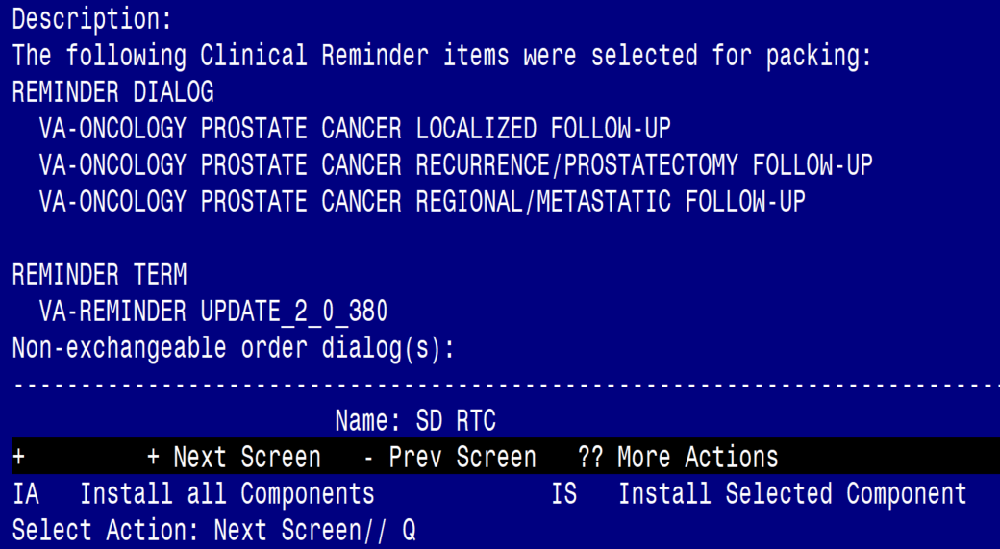 Description:
The following Clinical Reminder items were selected for packing:
REMINDER DIALOG
VA-ONCOLOGY PROSTATE CANCER LOCALIZED FOLLOW-UP
VA-ONCOLOGY PROSTATE CANCER RECURRENCE/PROSTATECTOMY FOLLOW-UP
VA-ONCOLOGY PROSTATE CANCER REGIONAL/METASTATIC FOLLOW-UP
REMINDER TERM
VA-REMINDER UPDATE_2_0_380
Non-exchangeable order dialog(s):
--------------------------------------------------------------------------
Name: SD RTC
+ + Next Screen - Prev Screen ?? More Actions
IA Install all Components IS Install Selected Component
Select Action: Next Screen// Q